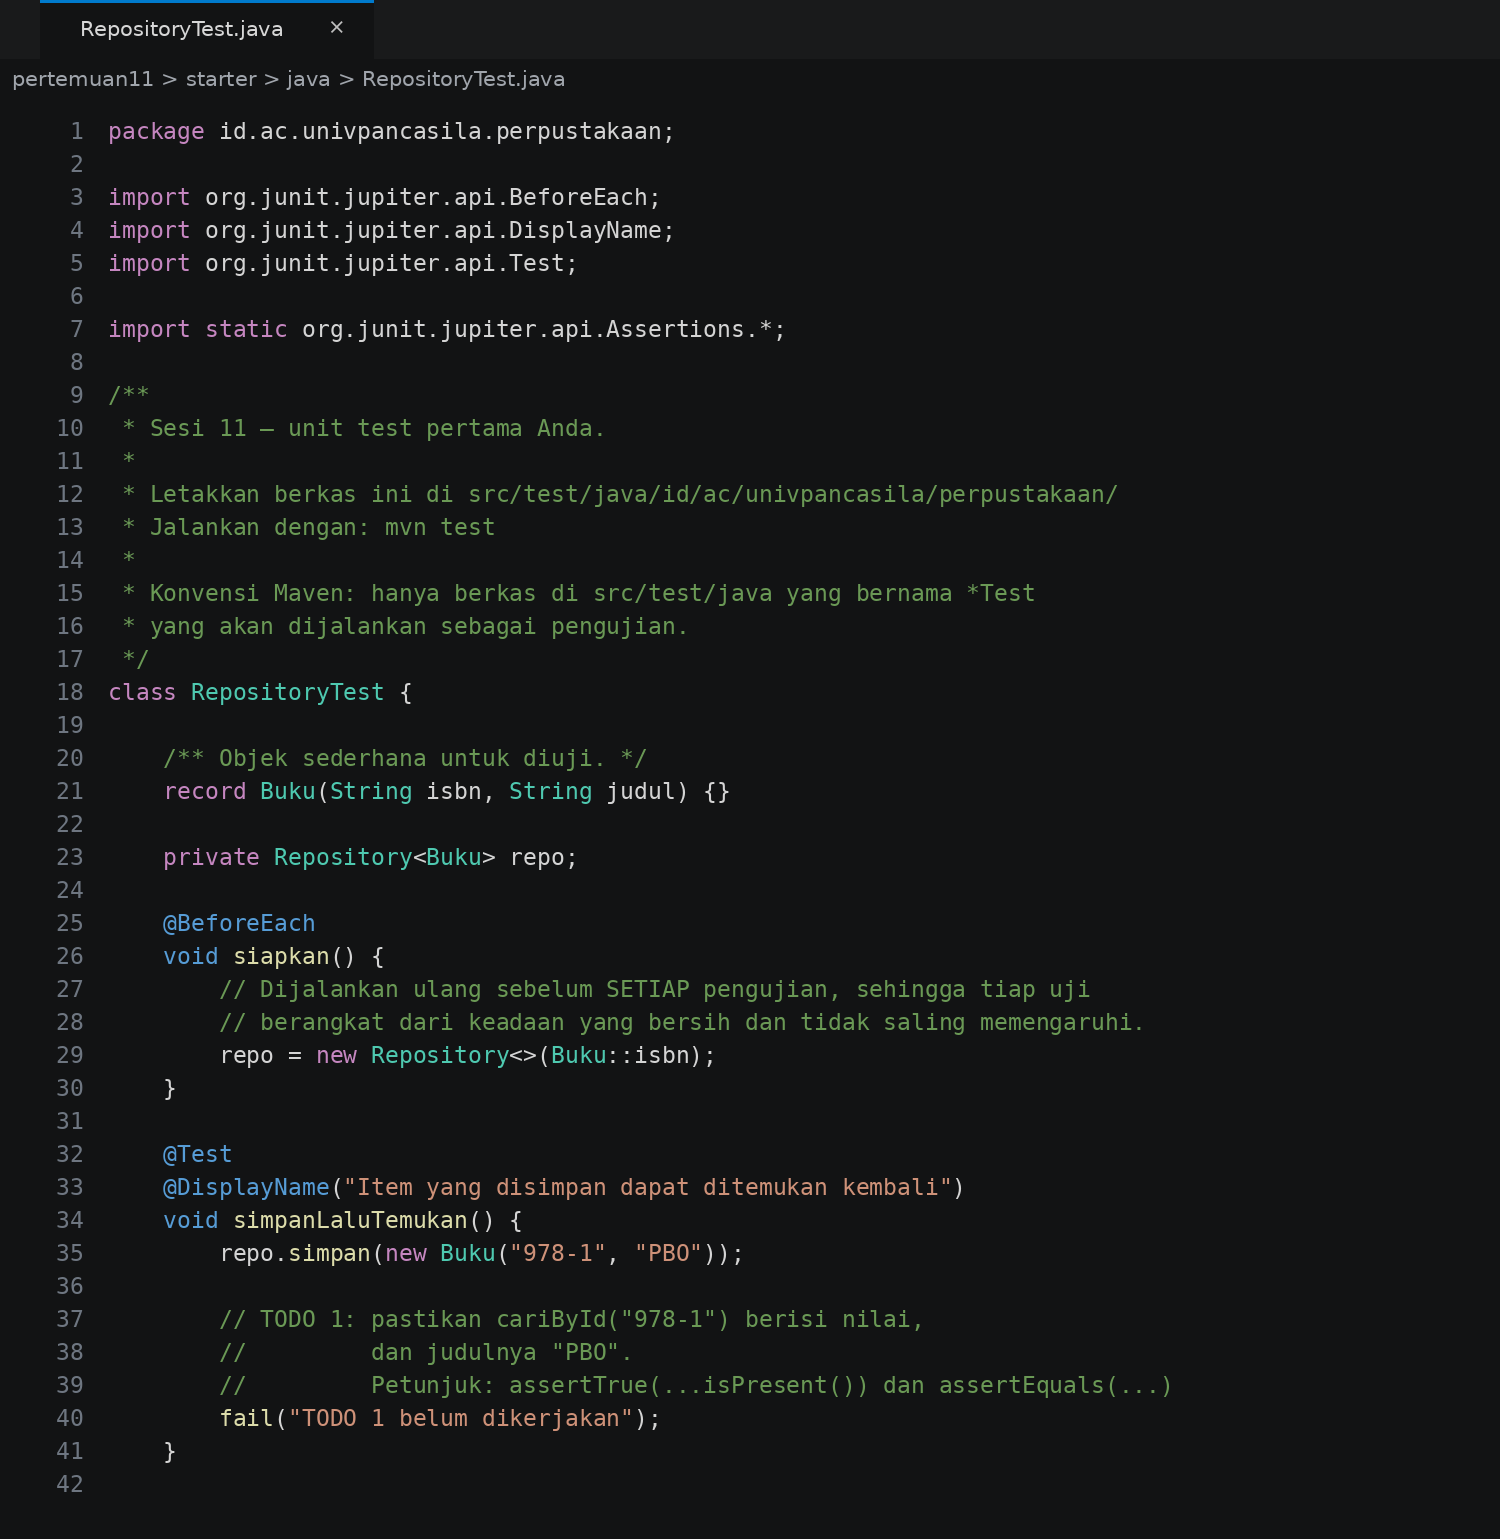 RepositoryTest.java ×
pertemuan11 > starter > java > RepositoryTest.java
1 package id.ac.univpancasila.perpustakaan;
2
3 import org.junit.jupiter.api.BeforeEach;
4 import org.junit.jupiter.api.DisplayName;
5 import org.junit.jupiter.api.Test;
6
7 import static org.junit.jupiter.api.Assertions.*;
8
9 /**
10  * Sesi 11 — unit test pertama Anda.
11  *
12  * Letakkan berkas ini di src/test/java/id/ac/univpancasila/perpustakaan/
13  * Jalankan dengan: mvn test
14  *
15  * Konvensi Maven: hanya berkas di src/test/java yang bernama *Test
16  * yang akan dijalankan sebagai pengujian.
17  */
18 class RepositoryTest {
19
20     /** Objek sederhana untuk diuji. */
21     record Buku(String isbn, String judul) {}
22
23     private Repository<Buku> repo;
24
25     @BeforeEach
26     void siapkan() {
27         // Dijalankan ulang sebelum SETIAP pengujian, sehingga tiap uji
28         // berangkat dari keadaan yang bersih dan tidak saling memengaruhi.
29         repo = new Repository<>(Buku::isbn);
30     }
31
32     @Test
33     @DisplayName("Item yang disimpan dapat ditemukan kembali")
34     void simpanLaluTemukan() {
35         repo.simpan(new Buku("978-1", "PBO"));
36
37         // TODO 1: pastikan cariById("978-1") berisi nilai,
38         //         dan judulnya "PBO".
39         //         Petunjuk: assertTrue(...isPresent()) dan assertEquals(...)
40         fail("TODO 1 belum dikerjakan");
41     }
42